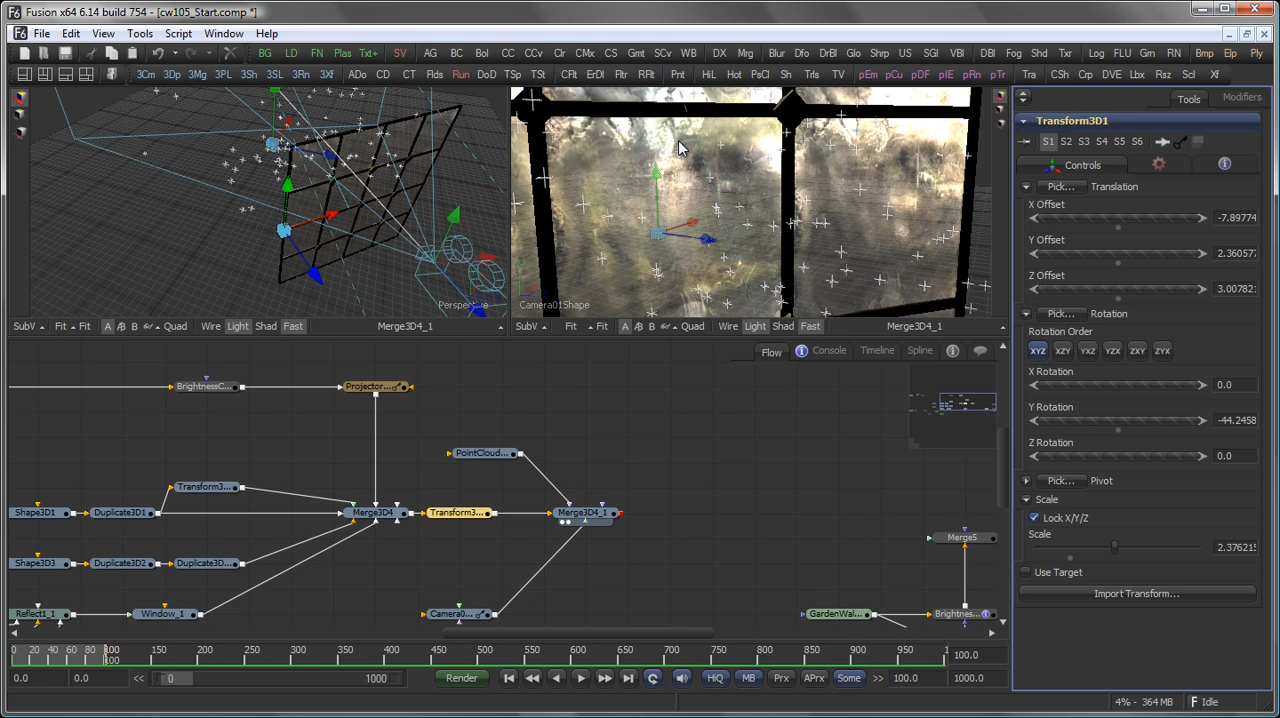 Fusion x64 6.14 build 754 - [cw105_Start.comp *]
File Edit View Tools Script Window Help
BG LD FN Mask Plas Txt+ SV AG BC Bol CC CCv Clr CMx CS Gmt SCv WB DX Mrg Blur Dfo DrBl Glo Shrp US SGl VBl DBl Fog Shd Txr Log FLU Gm RN Bmp Elp Ply
3Cm 3Dp 3Mg 3PL 3Sh 3SL 3Rn 3Xf ADo CD CT Flds Run DoD TSp TSt CFlt ErDl Fltr RFlt Pnt HiL Hot PsCl Sh Trls TV pEm pCu pDF pIE pRn pTr Tra CSh Crp DVE Lbx Rsz Scl Xf
Perspective
Camera01Shape
SubV Fit Fit A B Quad Wire Light Shad Fast Merge3D4_1
SubV Fit Fit A B Quad Wire Light Shad Fast Merge3D4_1
Flow Console Timeline Spline
BrightnessC...
Projector...
PointCloud...
Transform3...
Shape3D1
Duplicate3D1
Merge3D4
Transform3...
Merge3D4_1
Merge5
Shape3D3
Duplicate3D2
Duplicate3D...
Reflect1_1
Window_1
Camera0...
GardenWal...
Brightnes...
Tools Modifiers
Transform3D1
S1 S2 S3 S4 S5 S6
Controls
Pick... Translation
X Offset
-7.89774
Y Offset
2.360577
Z Offset
3.007821
Pick... Rotation
Rotation Order
XYZ XZY YXZ YZX ZXY ZYX
X Rotation
0.0
Y Rotation
-44.2458
Z Rotation
0.0
Pick... Pivot
Scale
Lock X/Y/Z
Scale
2.376215
Use Target
Import Transform...
0 20 40 60 80 100 150 200 250 300 350 400 450 500 550 600 650 700 750 800 850 900 950 1
100
100.0
0.0 0.0 << 0 1000 Render HiQ MB Prx APrx Some >> 100.0 1000.0
4% - 364 MB Idle